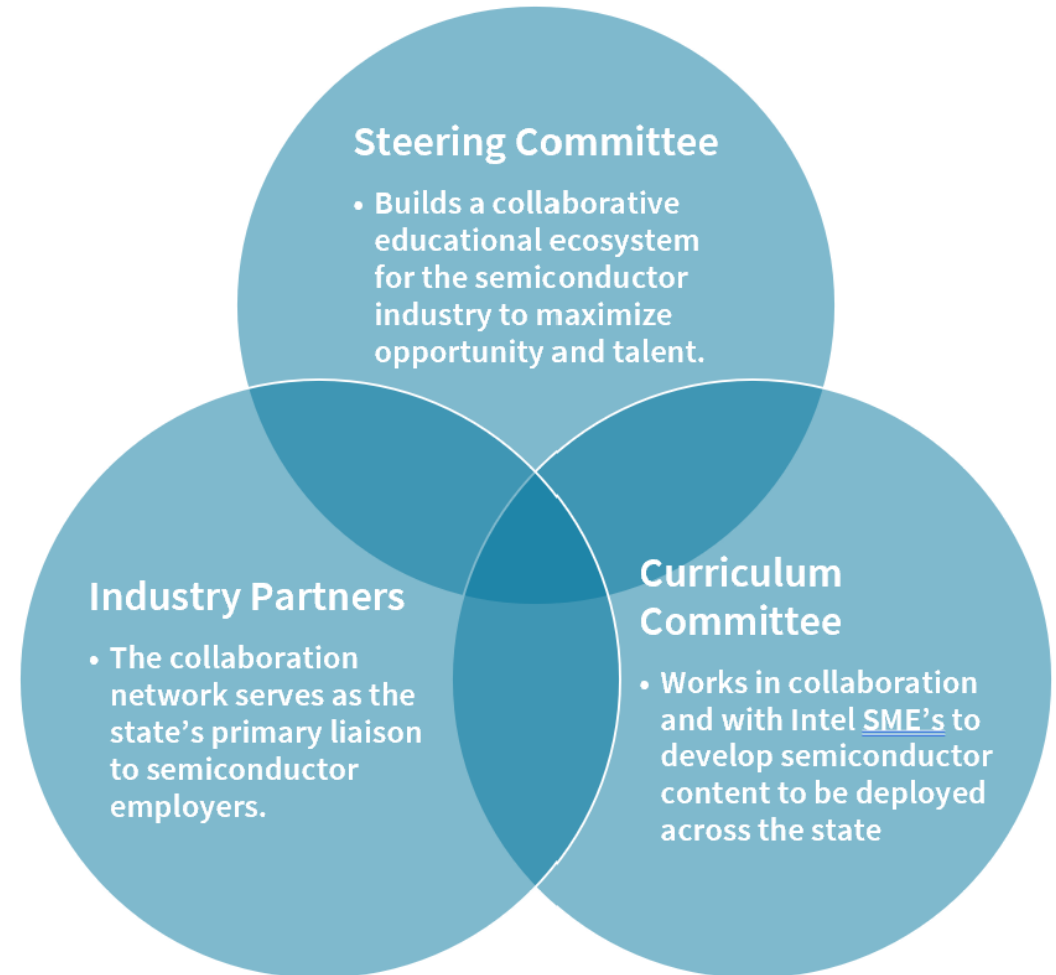 Steering Committee
• Builds a collaborative
educational ecosystem
for the semiconductor
industry to maximize
opportunity and talent.
Industry Partners
• The collaboration
network serves as the
state’s primary liaison
to semiconductor
employers.
Curriculum
Committee
• Works in collaboration
and with Intel SME’s to
develop semiconductor
content to be deployed
across the state